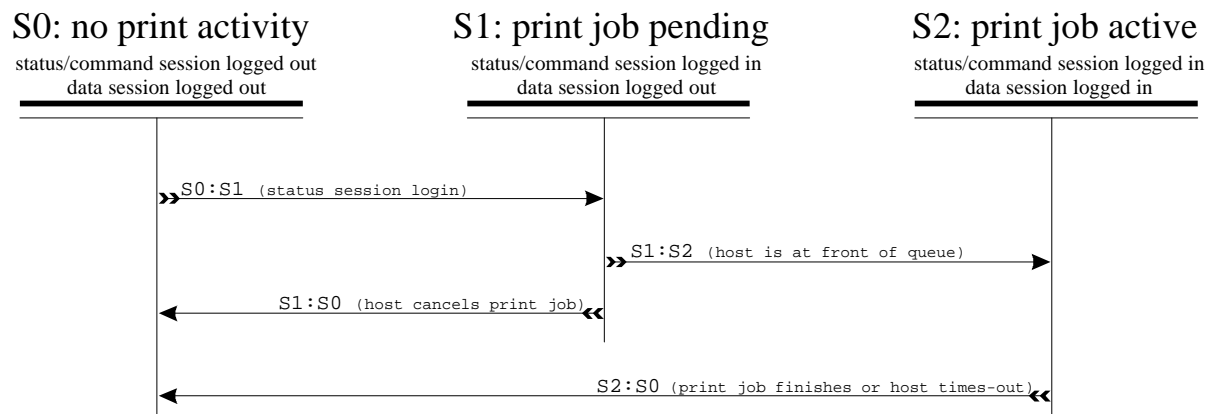 S0: no print activity
status/command session logged out
data session logged out
S1: print job pending
status/command session logged in
data session logged out
S2: print job active
status/command session logged in
data session logged in
S0:S1 (status session login)
S1:S2 (host is at front of queue)
S1:S0 (host cancels print job)
S2:S0 (print job finishes or host times-out)